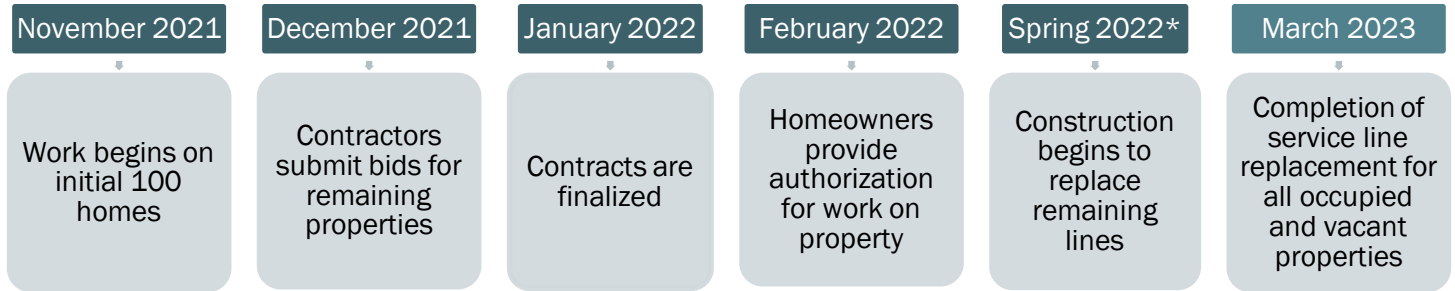 November 2021
Work begins on
initial 100
homes
December 2021
Contractors
submit bids for
remaining
properties
January 2022
Contracts are
finalized
February 2022
Homeowners
provide
authorization
for work on
property
Spring 2022*
Construction
begins to
replace
remaining
lines
March 2023
Completion of
service line
replacement for
all occupied
and vacant
properties